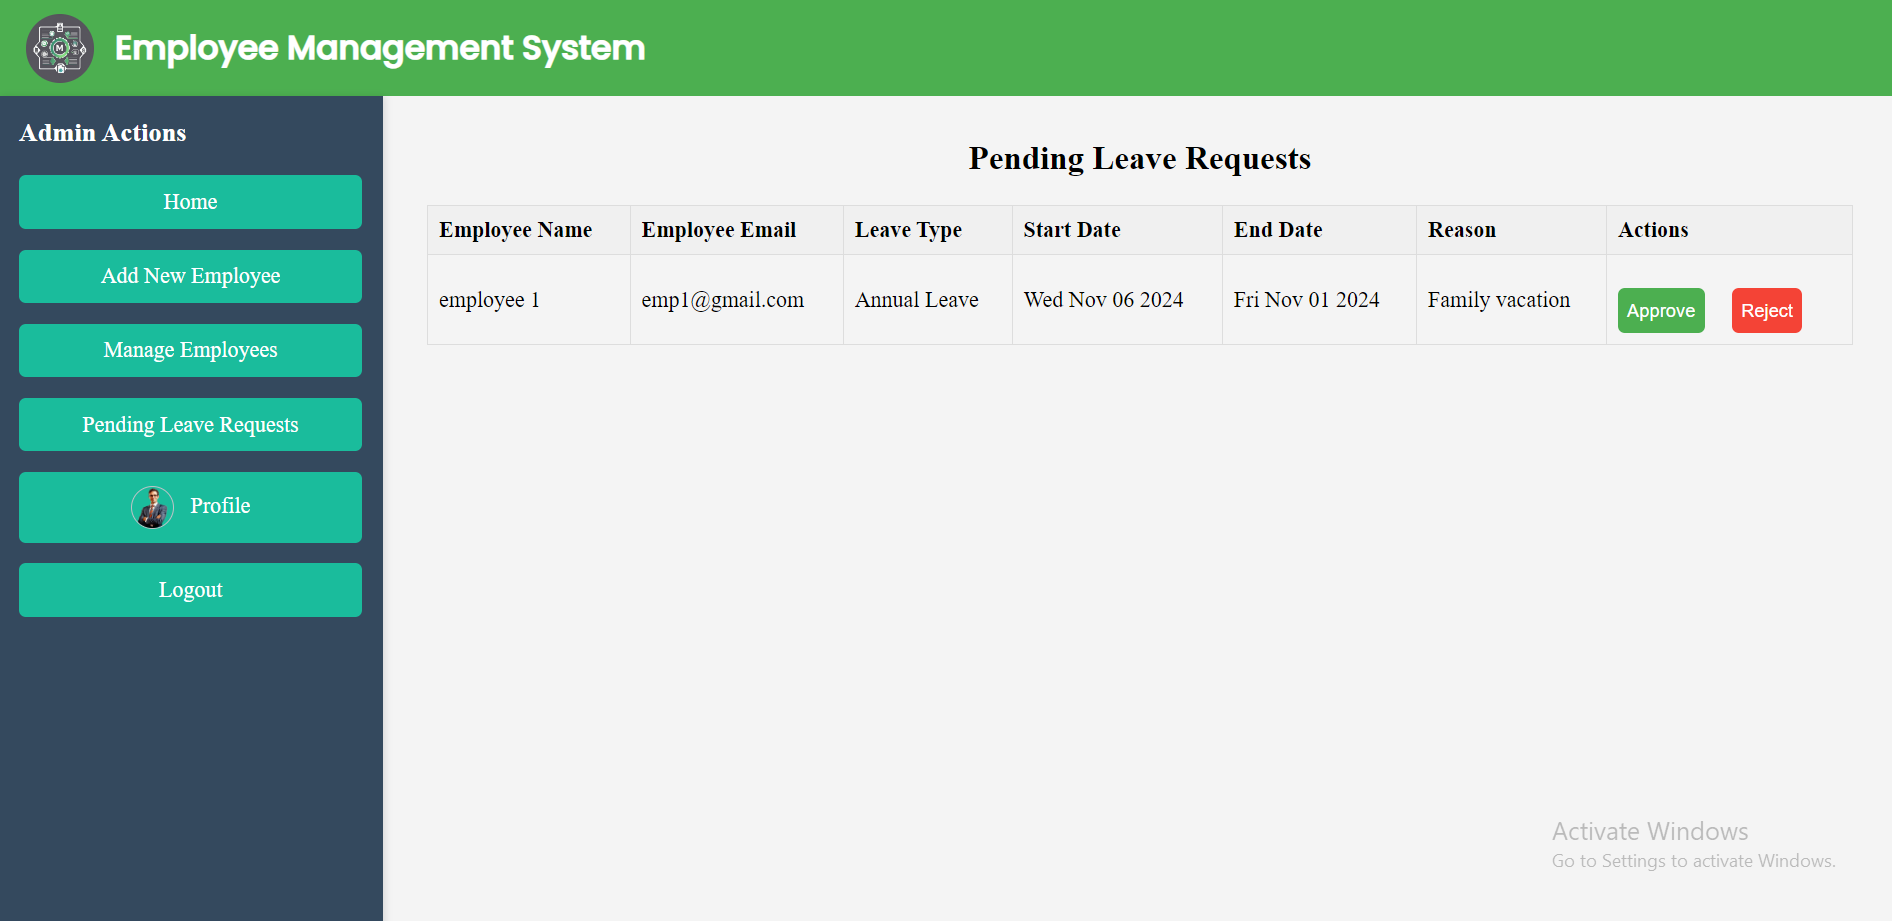 M
Employee Management System
Admin Actions
Home
Add New Employee
Manage Employees
Pending Leave Requests
Profile
Logout
Pending Leave Requests
Employee Name Employee Email Leave Type Start Date End Date Reason Actions
employee 1 emp1@gmail.com Annual Leave Wed Nov 06 2024 Fri Nov 01 2024 Family vacation Approve Reject
Activate Windows
Go to Settings to activate Windows.